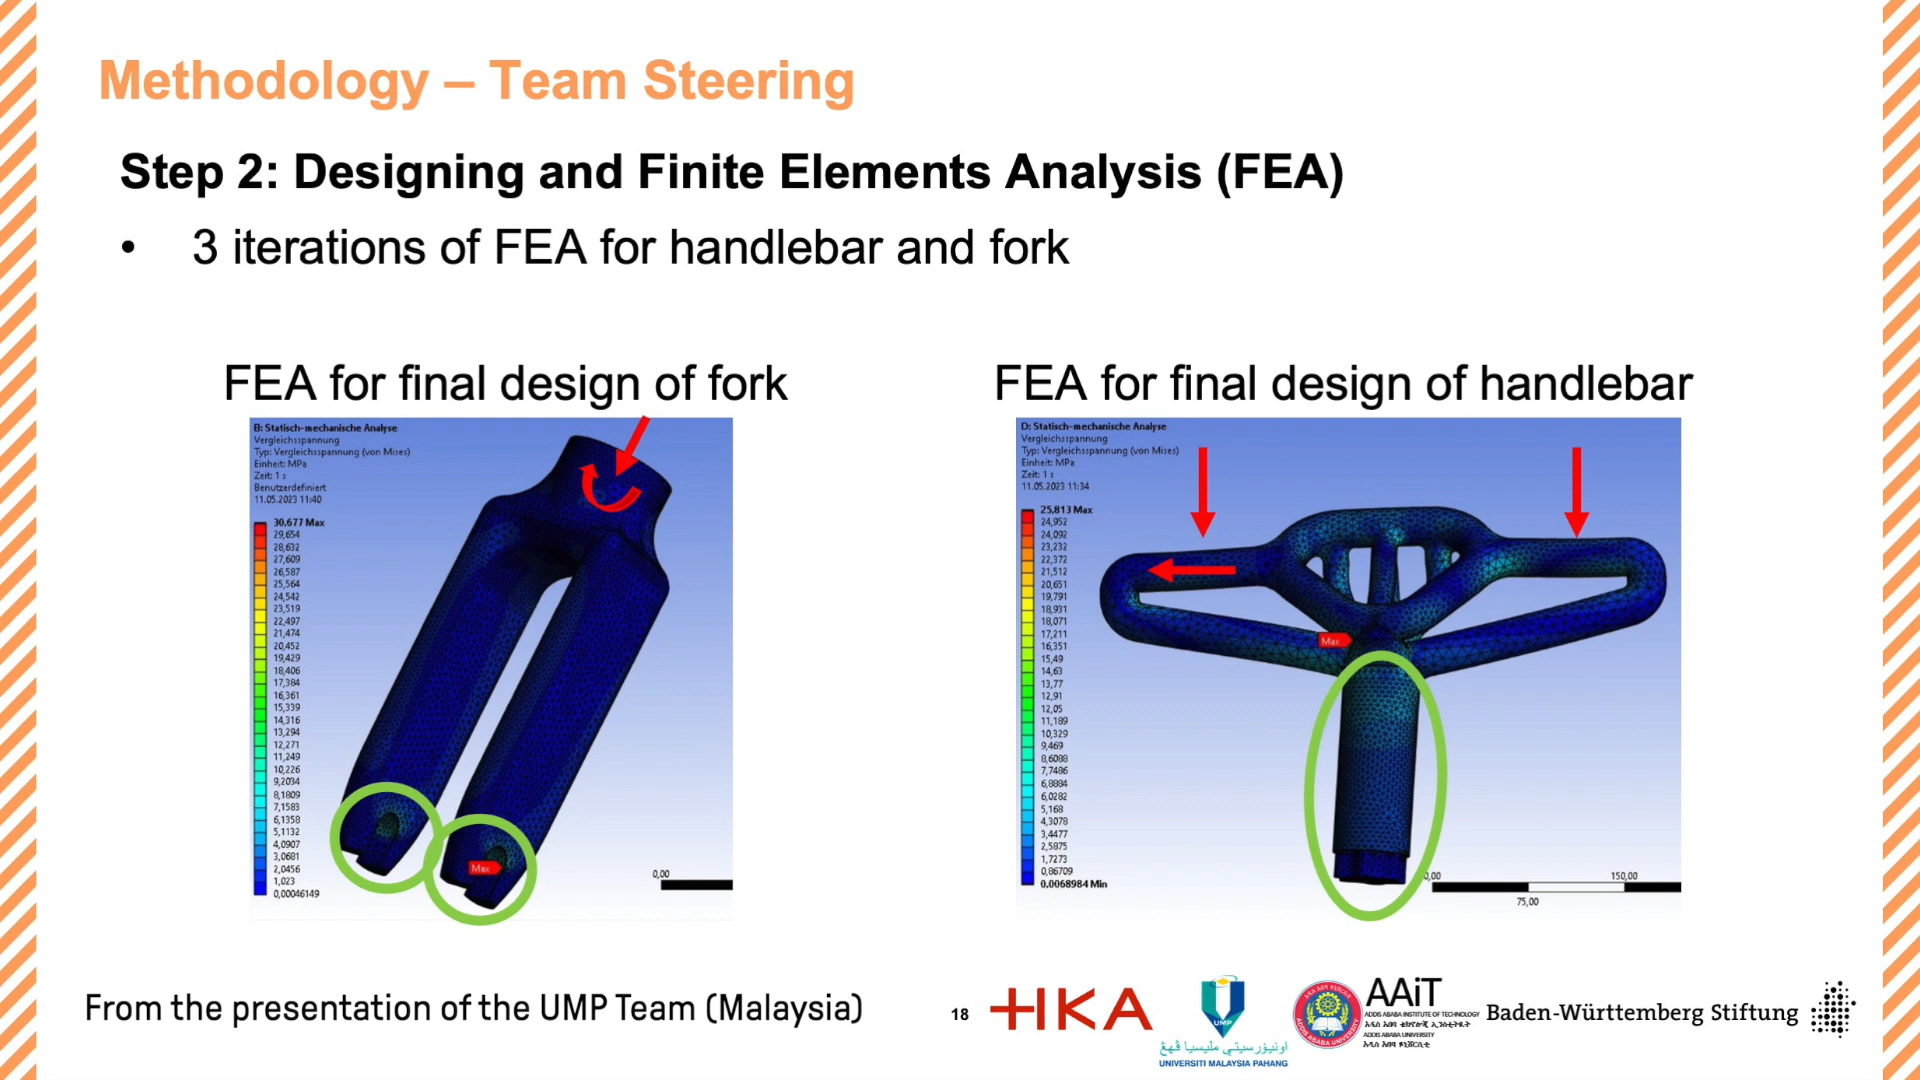 Methodology – Team Steering
Step 2: Designing and Finite Elements Analysis (FEA)
• 3 iterations of FEA for handlebar and fork
FEA for final design of fork
B: Statisch-mechanische Analyse
Vergleichsspannung
Typ: Vergleichsspannung (von Mises)
Einheit: MPa
Zeit: 1 s
Benutzerdefiniert
11.05.2023 11:40
30,677 Max
29,654
28,632
27,609
26,587
25,564
24,542
23,519
22,497
21,474
20,452
19,429
18,406
17,384
16,361
15,339
14,316
13,294
12,271
11,249
10,226
9,2034
8,1809
7,1583
6,1358
5,1132
4,0907
3,0681
2,0456
1,023
0,00046149
Max
0,00
FEA for final design of handlebar
D: Statisch-mechanische Analyse
Vergleichsspannung
Typ: Vergleichsspannung (von Mises)
Einheit: MPa
Zeit: 1 s
11.05.2023 11:34
25,813 Max
24,952
24,092
23,232
22,372
21,512
20,651
19,791
18,931
18,071
17,211
16,351
15,49
14,63
13,77
12,91
12,05
11,189
10,329
9,469
8,6088
7,7486
6,8884
6,0282
5,168
4,3078
3,4477
2,5875
1,7273
0,86709
0,0068984 Min
Max
0,00
150,00
75,00
From the presentation of the UMP Team (Malaysia)
18
HKA
UMP
اونيۏرسيتي مليسيا ڤهڠ
UNIVERSITI MALAYSIA PAHANG
AAiT
ADDIS ABABA INSTITUTE OF TECHNOLOGY
አዲስ አበባ ቴክኖሎጂ ኢንስቲትዩት
ADDIS ABABA UNIVERSITY
አዲስ አበባ ዩኒቨርሲቲ
Baden-Württemberg Stiftung